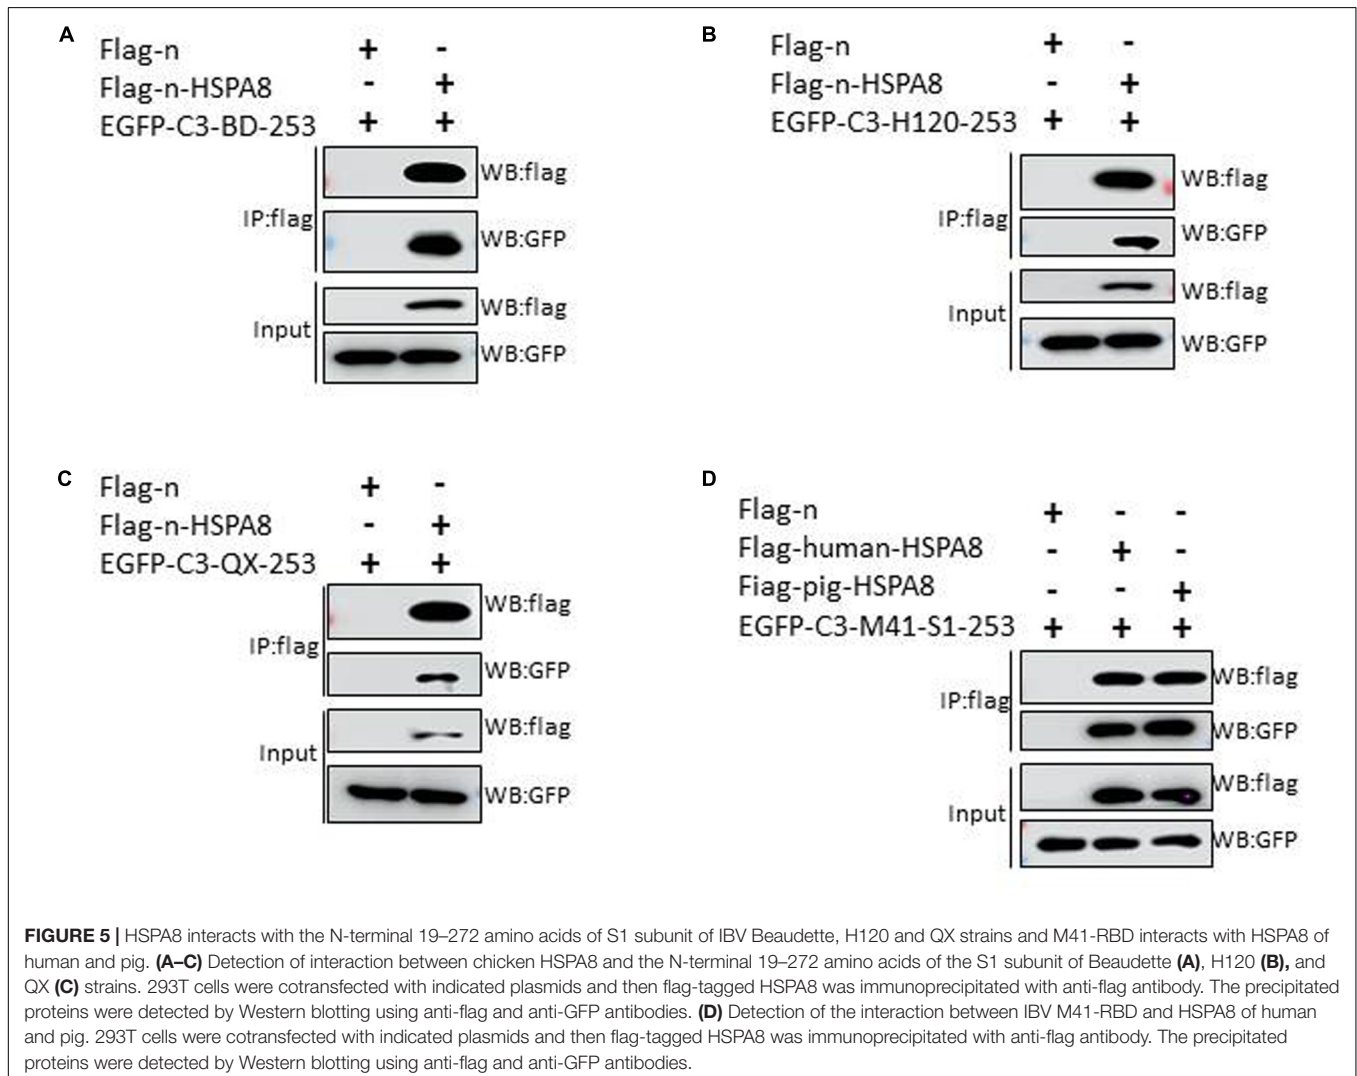 A
Flag-n + -
Flag-n-HSPA8 - +
EGFP-C3-BD-253 + +
IP:flag
WB:flag
WB:GFP
Input
WB:flag
WB:GFP
B
Flag-n + -
Flag-n-HSPA8 - +
EGFP-C3-H120-253 + +
IP:flag
WB:flag
WB:GFP
Input
WB:flag
WB:GFP
C
Flag-n + -
Flag-n-HSPA8 - +
EGFP-C3-QX-253 + +
IP:flag
WB:flag
WB:GFP
Input
WB:flag
WB:GFP
D
Flag-n + - -
Flag-human-HSPA8 - + -
Fiag-pig-HSPA8 - - +
EGFP-C3-M41-S1-253 + + +
IP:flag
WB:flag
WB:GFP
Input
WB:flag
WB:GFP
FIGURE 5 | HSPA8 interacts with the N-terminal 19–272 amino acids of S1 subunit of IBV Beaudette, H120 and QX strains and M41-RBD interacts with HSPA8 of
human and pig. (A–C) Detection of interaction between chicken HSPA8 and the N-terminal 19–272 amino acids of the S1 subunit of Beaudette (A), H120 (B), and
QX (C) strains. 293T cells were cotransfected with indicated plasmids and then flag-tagged HSPA8 was immunoprecipitated with anti-flag antibody. The precipitated
proteins were detected by Western blotting using anti-flag and anti-GFP antibodies. (D) Detection of the interaction between IBV M41-RBD and HSPA8 of human
and pig. 293T cells were cotransfected with indicated plasmids and then flag-tagged HSPA8 was immunoprecipitated with anti-flag antibody. The precipitated
proteins were detected by Western blotting using anti-flag and anti-GFP antibodies.